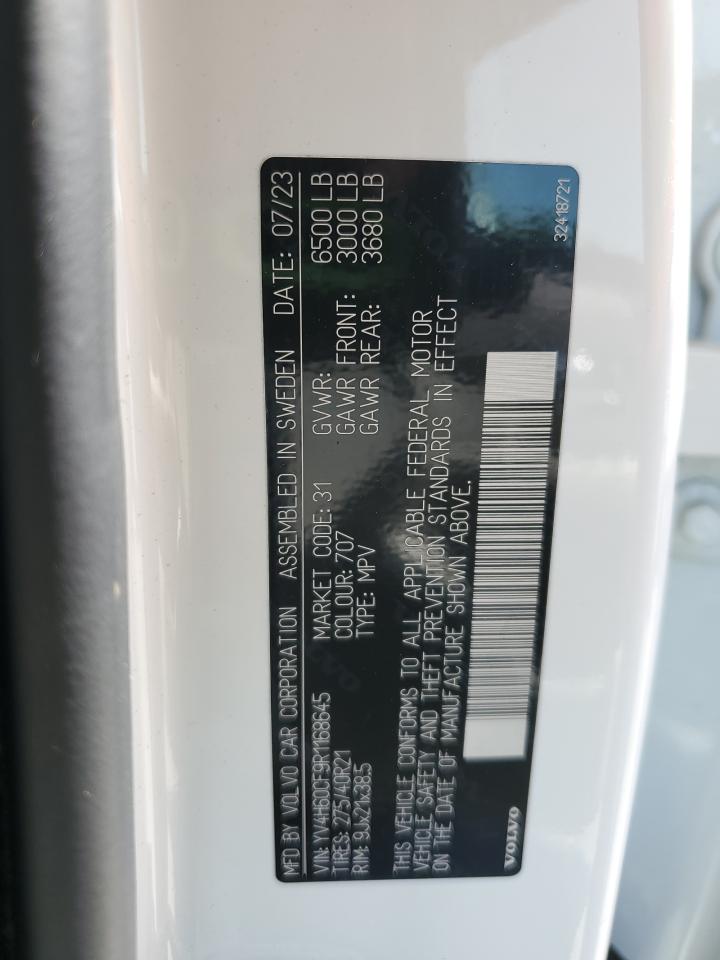 MFD BY VOLVO CAR CORPORATION ASSEMBLED IN SWEDEN DATE: 07/23
VIN: YV4H60CF9R1168645 MARKET CODE: 31 GVWR: 6500 LB
TIRES: 275/40R21 COLOUR: 707 GAWR FRONT: 3000 LB
RIM: 9Jx21x38.5 TYPE: MPV GAWR REAR: 3680 LB
THIS VEHICLE CONFORMS TO ALL APPLICABLE FEDERAL MOTOR
VEHICLE SAFETY AND THEFT PREVENTION STANDARDS IN EFFECT
ON THE DATE OF MANUFACTURE SHOWN ABOVE.
VOLVO 32418721